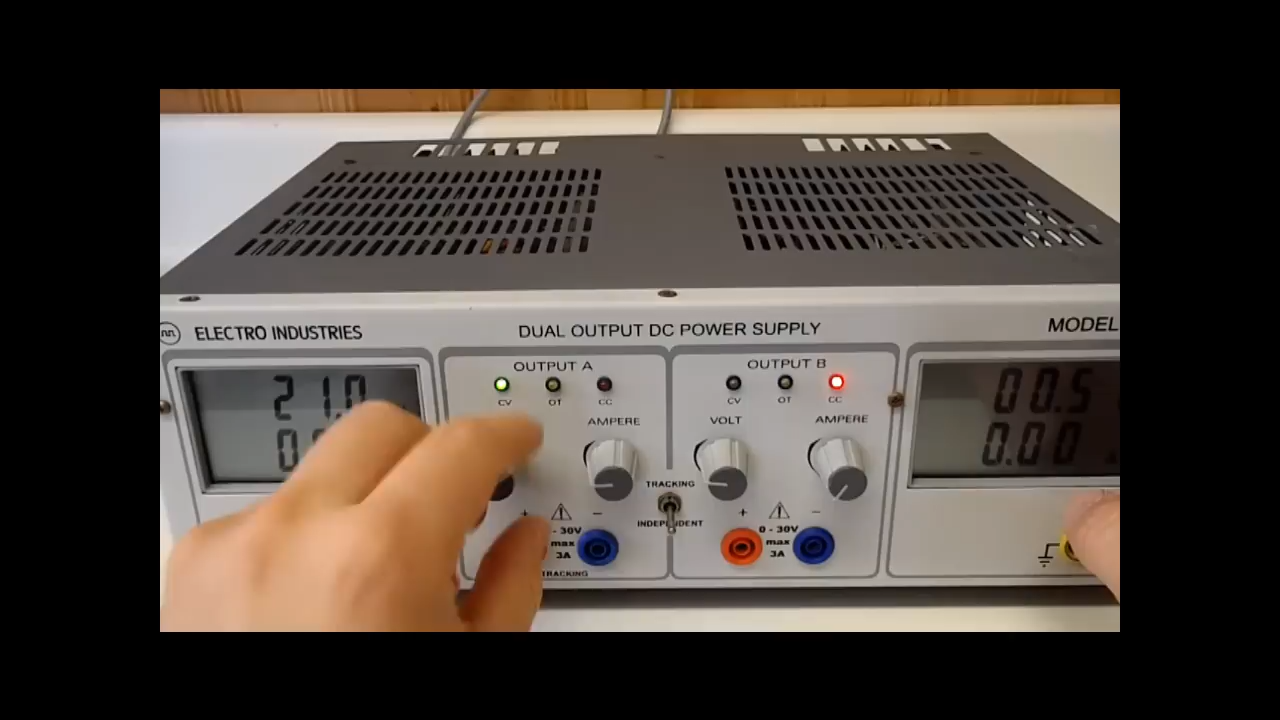 ELECTRO INDUSTRIES
DUAL OUTPUT DC POWER SUPPLY
MODEL
OUTPUT A
OUTPUT B
CV OT CC
CV OT CC
21.0
00.5
0.00
AMPERE
VOLT
AMPERE
TRACKING
INDEPENDENT
+ -
- 30V
max
3A
TRACKING
+ -
0 - 30V
max
3A